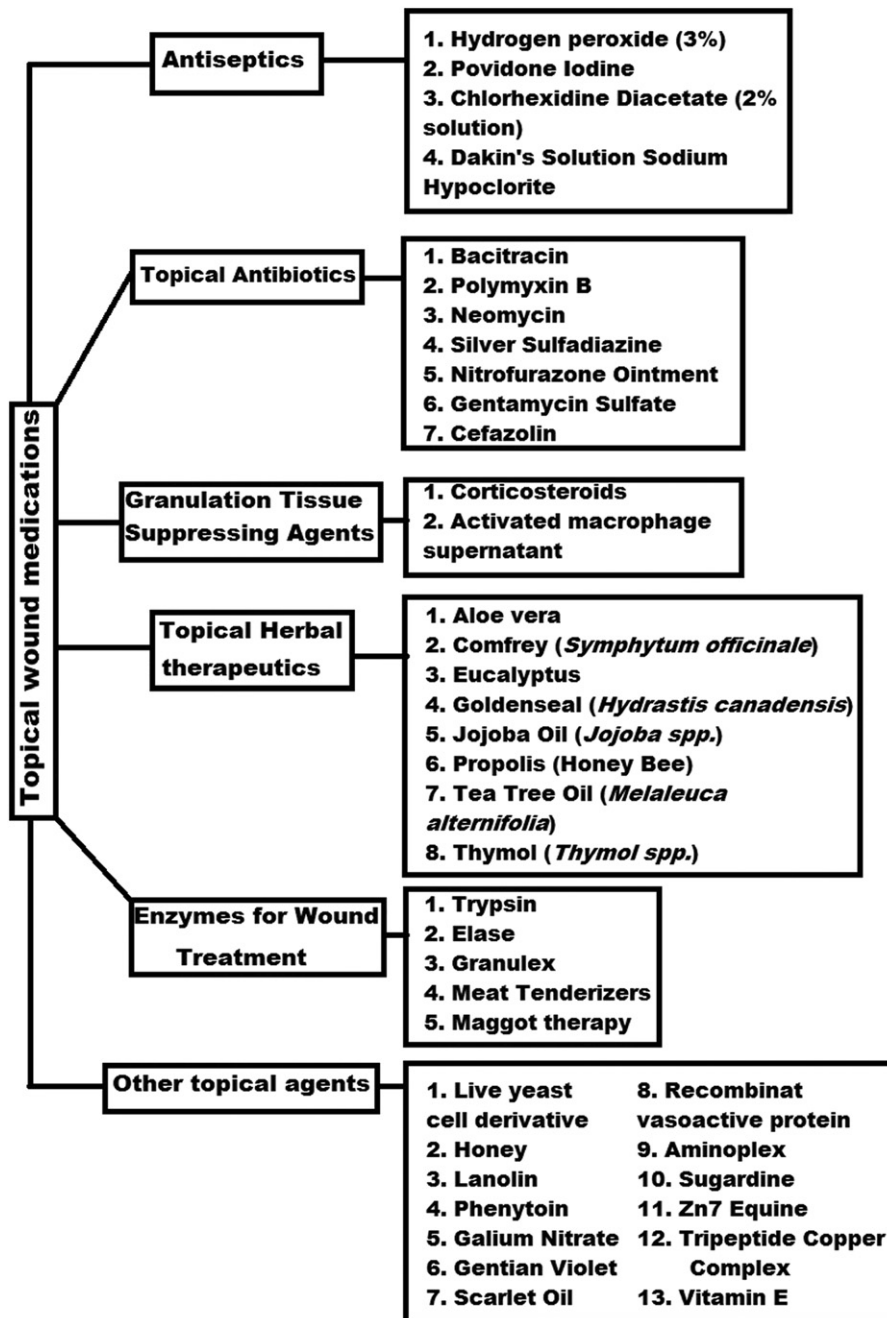 Topical wound medications
Antiseptics
1. Hydrogen peroxide (3%)
2. Povidone Iodine
3. Chlorhexidine Diacetate (2%
solution)
4. Dakin's Solution Sodium
Hypoclorite
Topical Antibiotics
1. Bacitracin
2. Polymyxin B
3. Neomycin
4. Silver Sulfadiazine
5. Nitrofurazone Ointment
6. Gentamycin Sulfate
7. Cefazolin
Granulation Tissue
Suppressing Agents
1. Corticosteroids
2. Activated macrophage
supernatant
Topical Herbal
therapeutics
1. Aloe vera
2. Comfrey (Symphytum officinale)
3. Eucalyptus
4. Goldenseal (Hydrastis canadensis)
5. Jojoba Oil (Jojoba spp.)
6. Propolis (Honey Bee)
7. Tea Tree Oil (Melaleuca
alternifolia)
8. Thymol (Thymol spp.)
Enzymes for Wound
Treatment
1. Trypsin
2. Elase
3. Granulex
4. Meat Tenderizers
5. Maggot therapy
Other topical agents
1. Live yeast
cell derivative
2. Honey
3. Lanolin
4. Phenytoin
5. Galium Nitrate
6. Gentian Violet
7. Scarlet Oil
8. Recombinat
vasoactive protein
9. Aminoplex
10. Sugardine
11. Zn7 Equine
12. Tripeptide Copper
Complex
13. Vitamin E